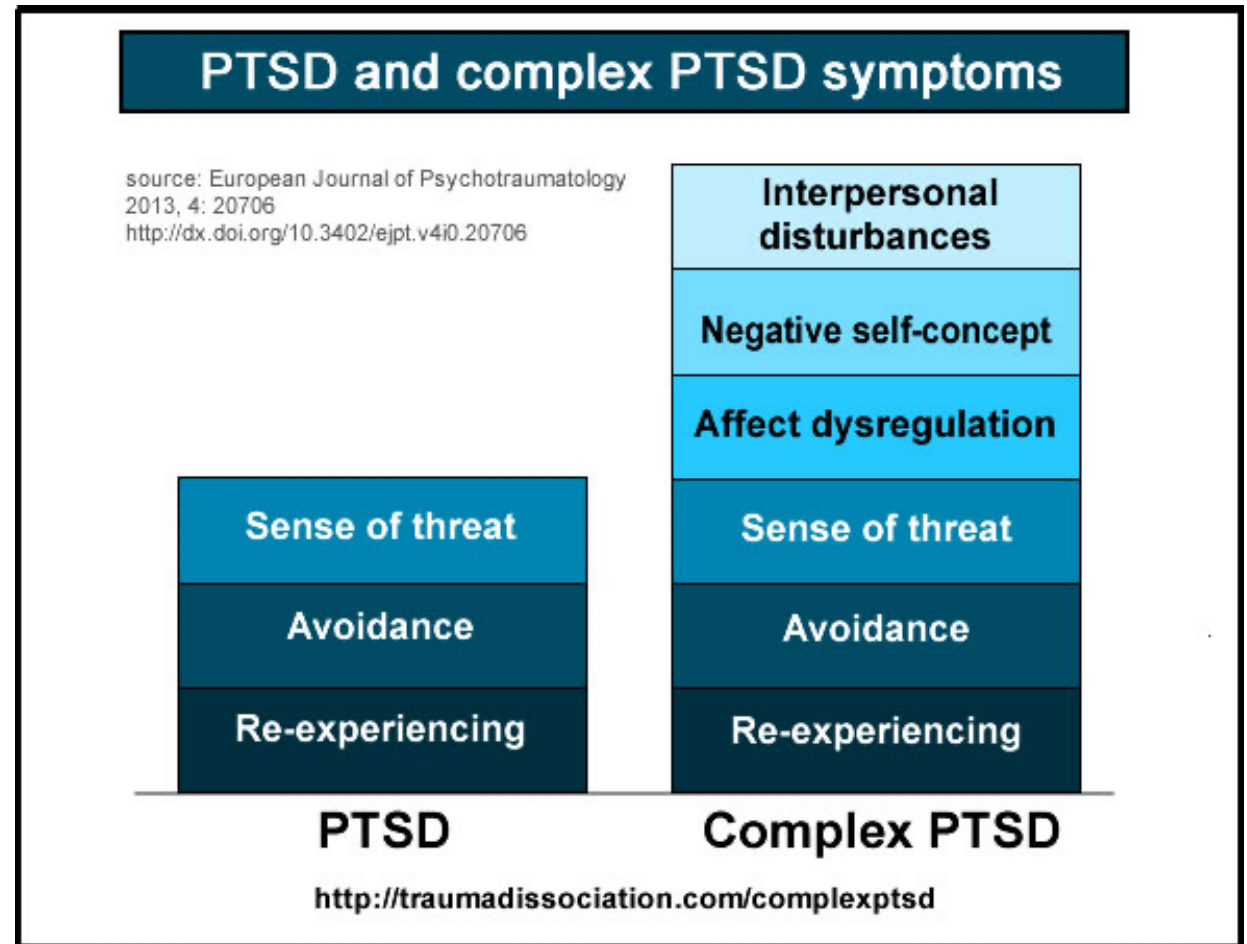 PTSD and complex PTSD symptoms
source: European Journal of Psychotraumatology
2013, 4: 20706
http://dx.doi.org/10.3402/ejpt.v4i0.20706
Interpersonal
disturbances
Negative self-concept
Affect dysregulation
Sense of threat
Sense of threat
Avoidance
Avoidance
Re-experiencing
Re-experiencing
PTSD
Complex PTSD
http://traumadissociation.com/complexptsd